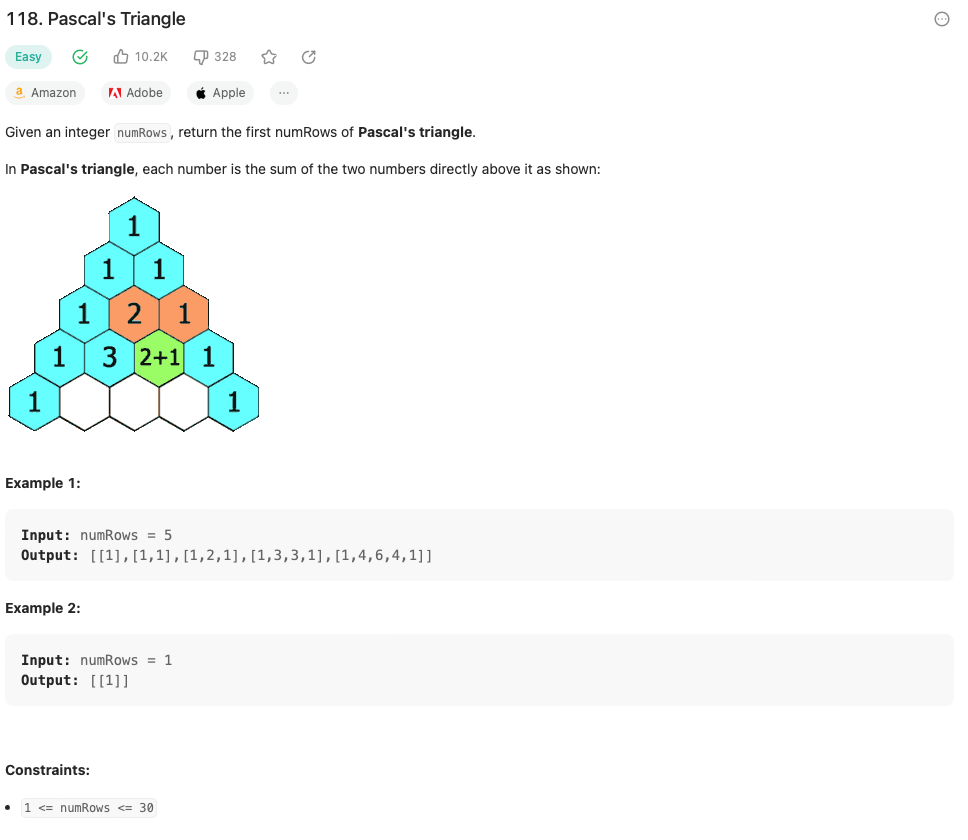 118. Pascal's Triangle
Easy 10.2K 328
Amazon Adobe Apple ...
Given an integer numRows, return the first numRows of Pascal's triangle.
In Pascal's triangle, each number is the sum of the two numbers directly above it as shown:
1
1 1
1 2 1
1 3 2+1 1
1 1
Example 1:
Input: numRows = 5
Output: [[1],[1,1],[1,2,1],[1,3,3,1],[1,4,6,4,1]]
Example 2:
Input: numRows = 1
Output: [[1]]
Constraints:
• 1 <= numRows <= 30